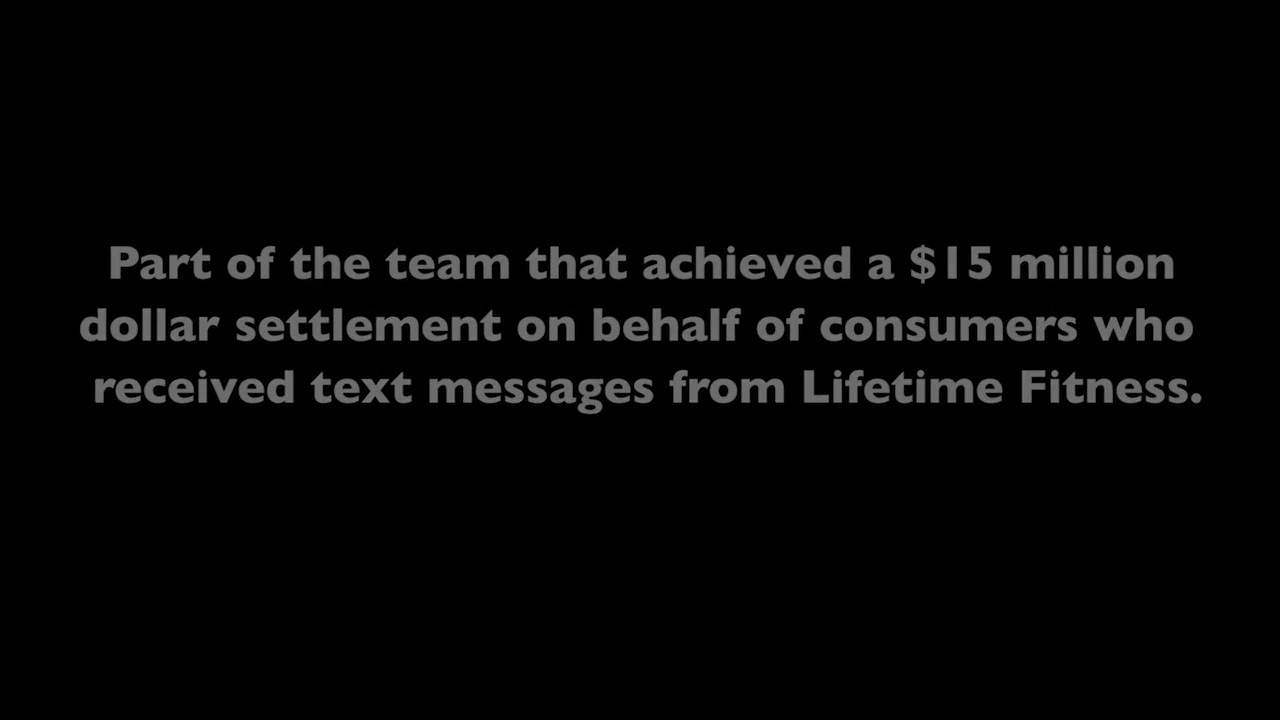 Part of the team that achieved a $15 million
dollar settlement on behalf of consumers who
received text messages from Lifetime Fitness.